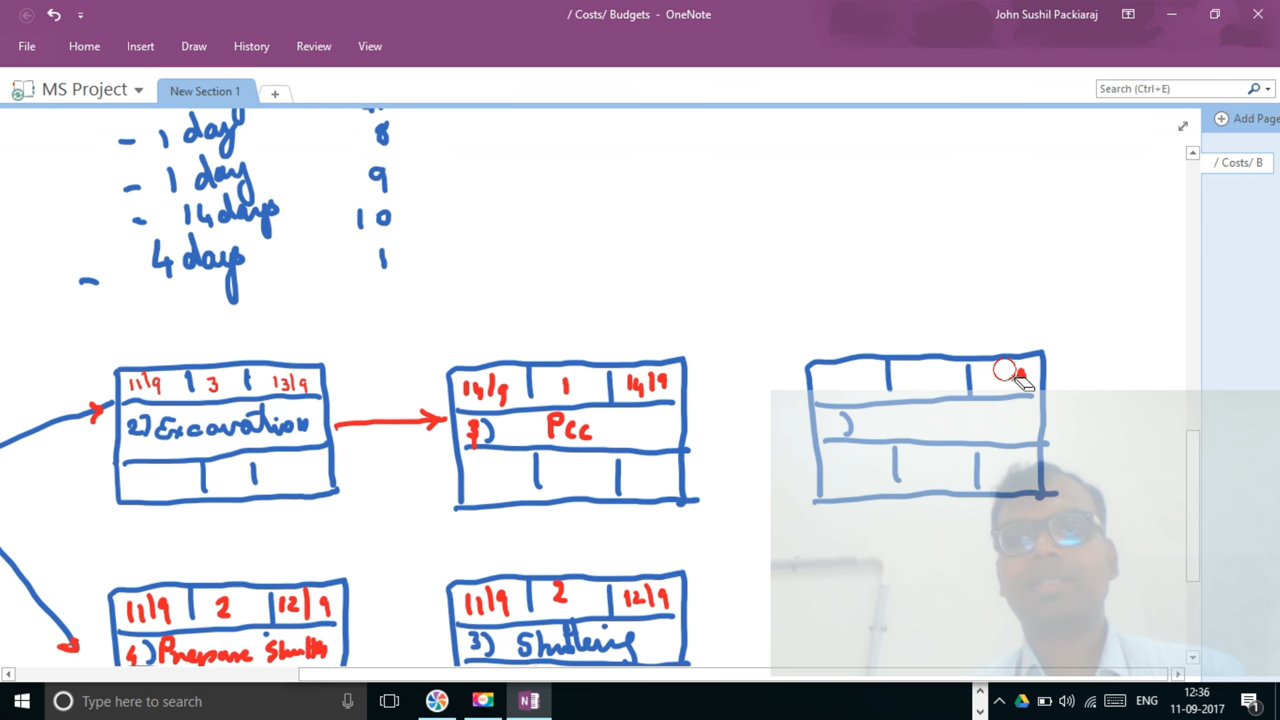 / Costs/ Budgets - OneNote
John Sushil Packiaraj
File Home Insert Draw History Review View
MS Project
New Section 1
+
Search (Ctrl+E)
Add Page
/ Costs/ B
- 1 day 8
- 1 day 9
- 14 days 10
- 4 days 1
11/9 3 13/9
2) Excavation
14/9 1 14/9
) Pcc
)
11/9 2 12/9
4) Prepare Shutte
11/9 2 12/9
3) Shuttering
Type here to search
ENG
12:36
11-09-2017
1